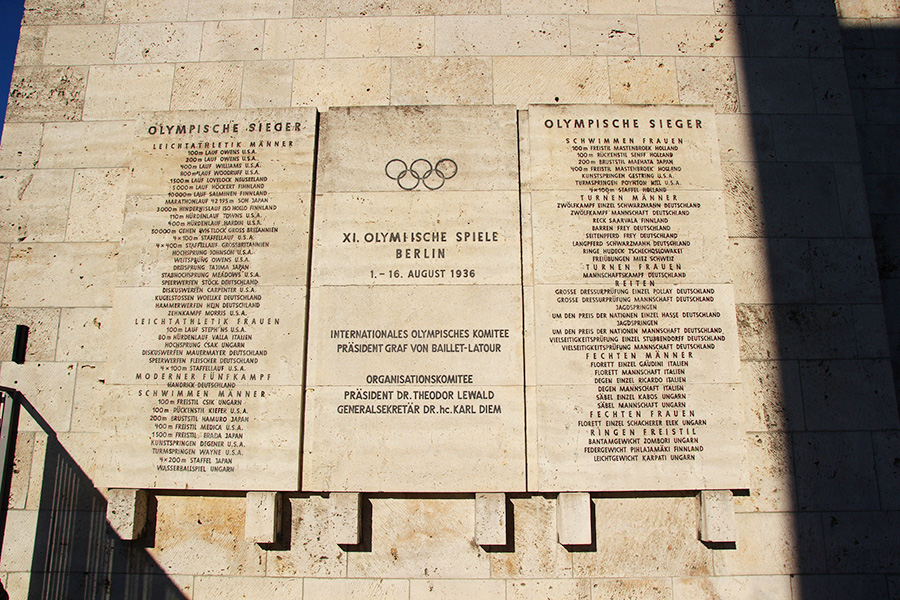 OLYMPISCHE SIEGER
LEICHTATHLETIK MÄNNER
100m LAUF OWENS U.S.A.
200m LAUF OWENS U.S.A.
400m LAUF WILLIAMS U.S.A.
800m LAUF WOODRUFF U.S.A.
1500m LAUF LOVELOCK NEUSEELAND
5000m LAUF HÖCKERT FINNLAND
10000m LAUF SALMINEN FINNLAND
MARATHONLAUF 42195m SON JAPAN
3000m HINDERNISLAUF ISO HOLLO FINNLAND
110m HÜRDENLAUF TOWNS U.S.A.
400m HÜRDENLAUF HARDIN U.S.A.
50000m GEHEN WHITLOCK GROSSBRITANNIEN
4×100m STAFFELLAUF U.S.A.
4×400m STAFFELLAUF GROSSBRITANNIEN
HOCHSPRUNG JOHNSON U.S.A.
WEITSPRUNG OWENS U.S.A.
DREISPRUNG TAJIMA JAPAN
STABHOCHSPRUNG MEADOWS U.S.A.
SPEERWERFEN STÖCK DEUTSCHLAND
DISKUSWERFEN CARPENTER U.S.A.
KUGELSTOSSEN WOELLKE DEUTSCHLAND
HAMMERWERFEN HEIN DEUTSCHLAND
ZEHNKAMPF MORRIS U.S.A.
LEICHTATHLETIK FRAUEN
100m LAUF STEPHENS U.S.A.
80m HÜRDENLAUF VALLA ITALIEN
HOCHSPRUNG CSAK UNGARN
DISKUSWERFEN MAUERMAYER DEUTSCHLAND
SPEERWERFEN FLEISCHER DEUTSCHLAND
4×100m STAFFELLAUF U.S.A.
MODERNER FÜNFKAMPF
HANDRICK DEUTSCHLAND
SCHWIMMEN MÄNNER
100m FREISTIL CSIK UNGARN
100m RÜCKENSTIL KIEFER U.S.A.
200m BRUSTSTIL HAMURO JAPAN
400m FREISTIL MEDICA U.S.A.
1500m FREISTIL JAPAN
KUNSTSPRINGEN DEGENER U.S.A.
TURMSPRINGEN WAYNE U.S.A.
4×200m STAFFEL JAPAN
WASSERBALLSPIEL UNGARN
XI. OLYMPISCHE SPIELE
BERLIN
1.–16. AUGUST 1936
INTERNATIONALES OLYMPISCHES KOMITEE
PRÄSIDENT GRAF VON BAILLET-LATOUR
ORGANISATIONSKOMITEE
PRÄSIDENT DR. THEODOR LEWALD
GENERALSEKRETÄR DR.hc. KARL DIEM
OLYMPISCHE SIEGER
SCHWIMMEN FRAUEN
100m FREISTIL MASTENBROEK HOLLAND
100m RÜCKENSTIL SENFF HOLLAND
200m BRUSTSTIL MAEHATA JAPAN
400m FREISTIL MASTENBROEK HOLLAND
KUNSTSPRINGEN GESTRING U.S.A.
TURMSPRINGEN POYNTON HILL U.S.A.
4×100m STAFFEL HOLLAND
TURNEN MÄNNER
ZWÖLFKAMPF EINZEL SCHWARZMANN DEUTSCHLAND
ZWÖLFKAMPF MANNSCHAFT DEUTSCHLAND
RECK SAARVALA FINNLAND
BARREN FREY DEUTSCHLAND
SEITENPFERD FREY DEUTSCHLAND
LANGPFERD SCHWARZMANN DEUTSCHLAND
RINGE HUDECK TSCHECHOSLOWAKEI
FREIÜBUNGEN MIEZ SCHWEIZ
TURNEN FRAUEN
MANNSCHAFT DEUTSCHLAND
REITEN
GROSSE DRESSURPRÜFUNG EINZEL POLLAY DEUTSCHLAND
GROSSE DRESSURPRÜFUNG MANNSCHAFT DEUTSCHLAND
JAGDSPRINGEN
UM DEN PREIS DER NATIONEN EINZEL HASSE DEUTSCHLAND
JAGDSPRINGEN
UM DEN PREIS DER NATIONEN MANNSCHAFT DEUTSCHLAND
VIELSEITIGKEITSPRÜFUNG EINZEL STUBBENDORFF DEUTSCHLAND
VIELSEITIGKEITSPRÜFUNG MANNSCHAFT DEUTSCHLAND
FECHTEN MÄNNER
FLORETT EINZEL GAUDINI ITALIEN
FLORETT MANNSCHAFT ITALIEN
DEGEN EINZEL RICARDO ITALIEN
DEGEN MANNSCHAFT ITALIEN
SÄBEL EINZEL KABOS UNGARN
SÄBEL MANNSCHAFT UNGARN
FECHTEN FRAUEN
FLORETT EINZEL SCHACHERER ELEK UNGARN
RINGEN FREISTIL
BANTAMGEWICHT ZOMBORI UNGARN
FEDERGEWICHT PIHLAJAMÄKI FINNLAND
LEICHTGEWICHT KARPATI UNGARN